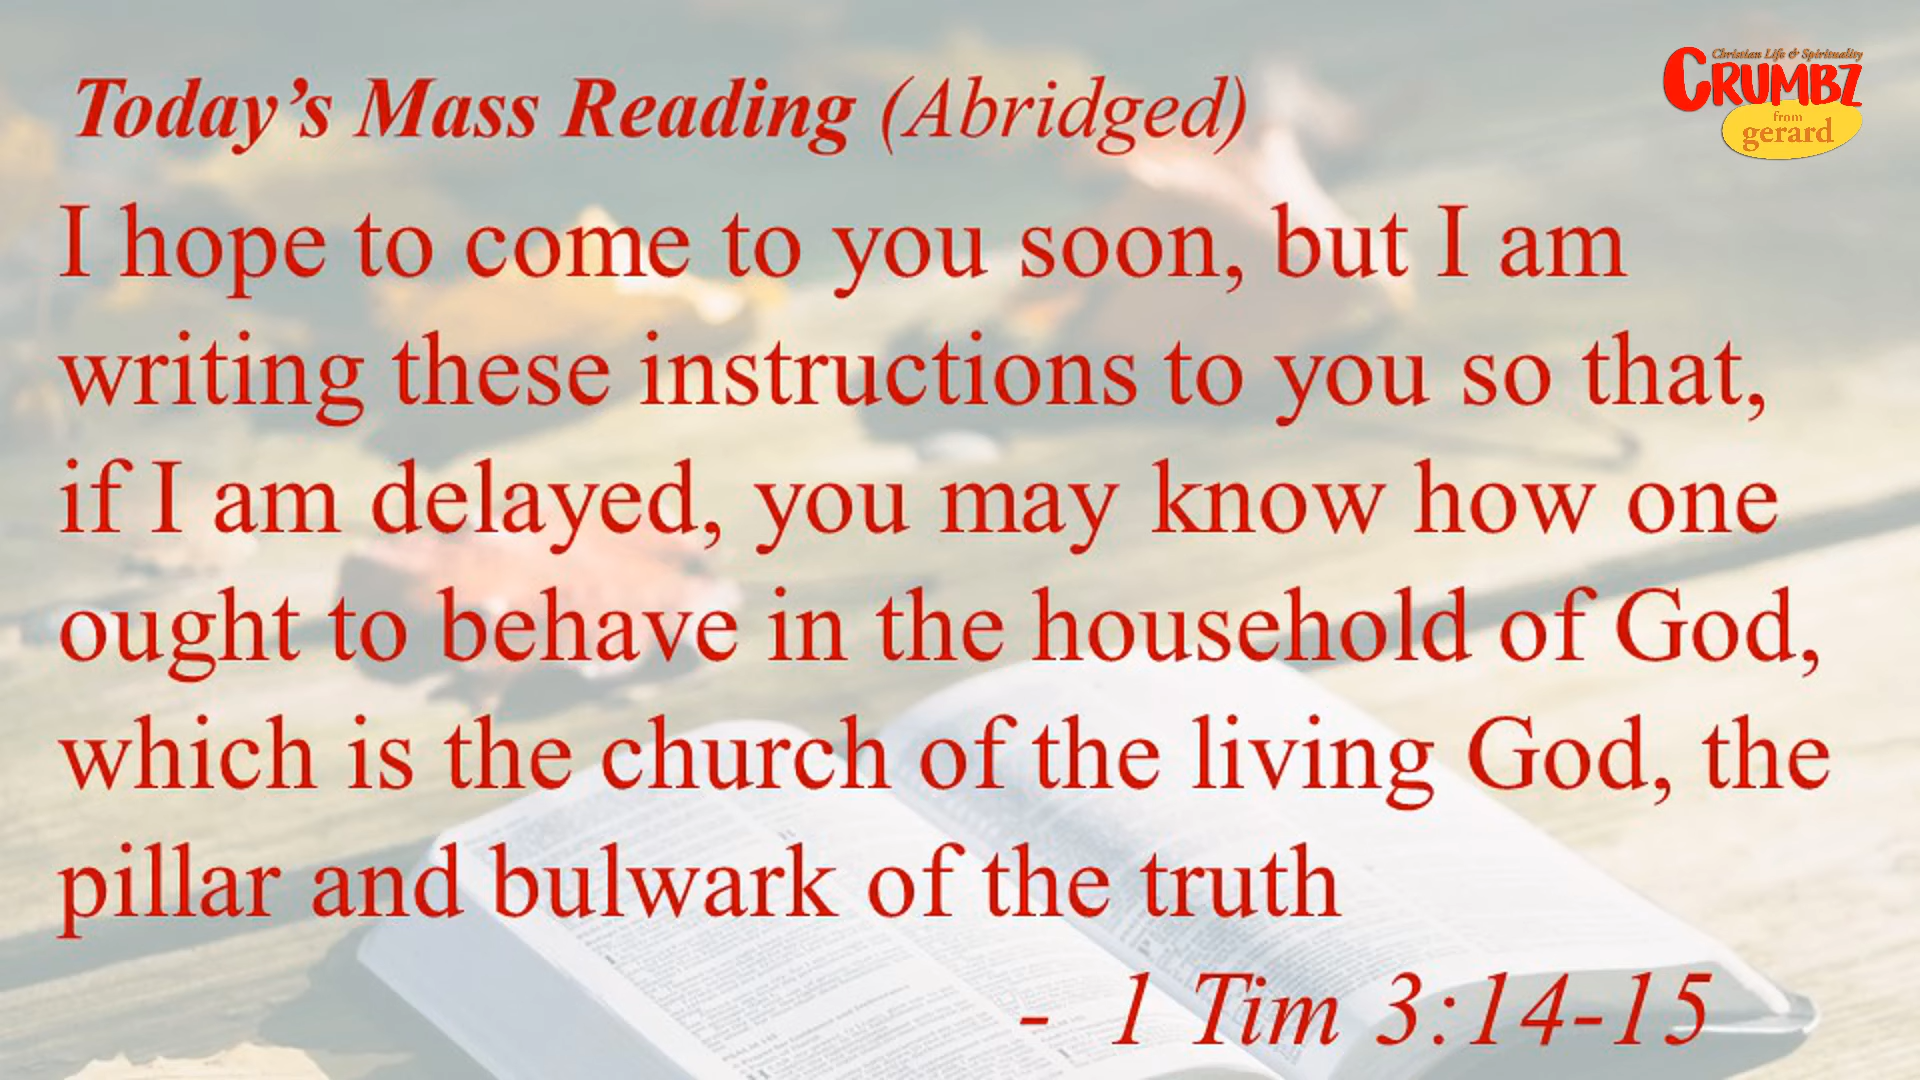 Christian Life & Spirituality
CRUMBZ
from
gerard
Today’s Mass Reading (Abridged)
I hope to come to you soon, but I am
writing these instructions to you so that,
if I am delayed, you may know how one
ought to behave in the household of God,
which is the church of the living God, the
pillar and bulwark of the truth
- 1 Tim 3:14-15